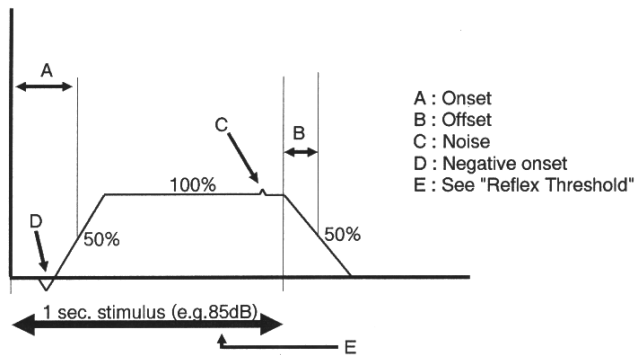 A
A : Onset
B : Offset
C : Noise
D : Negative onset
E : See "Reflex Threshold"
C
B
100%
D
50%
50%
1 sec. stimulus (e.g.85dB)
E